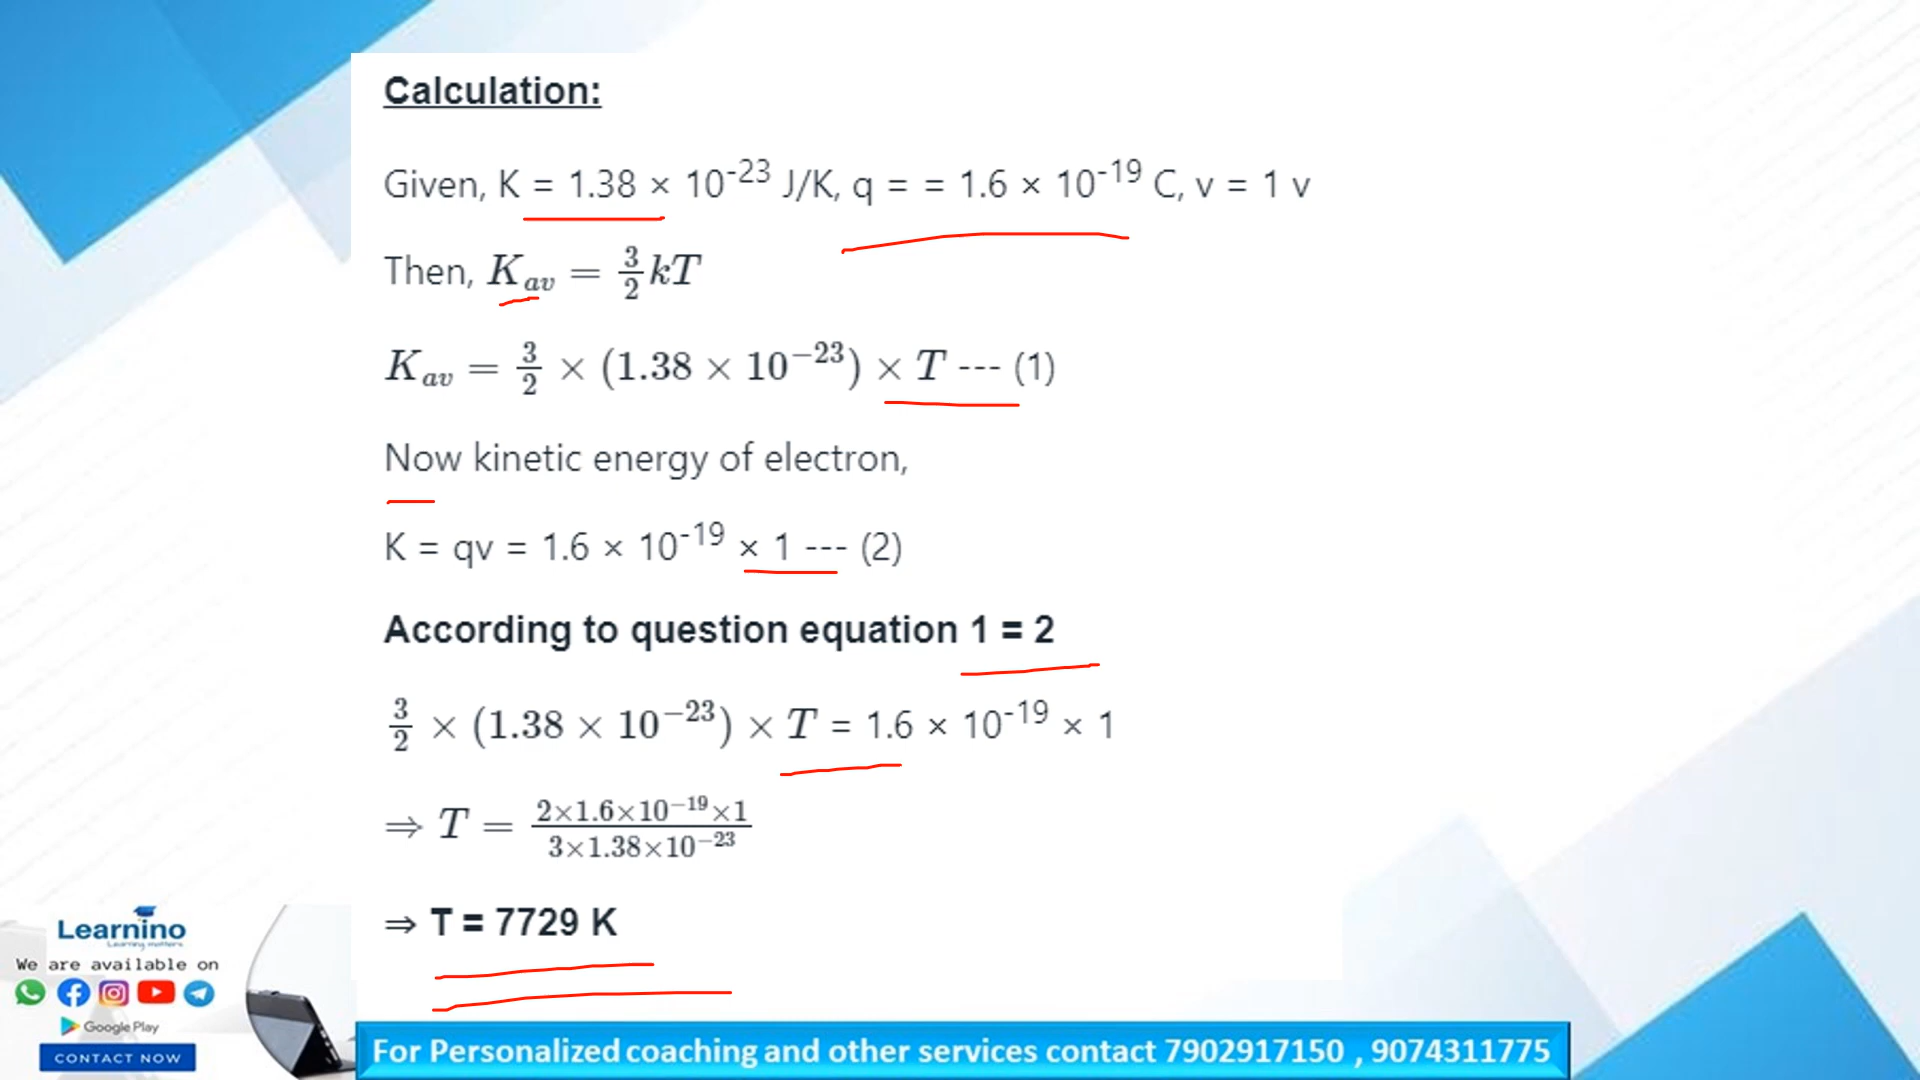 Calculation:
Given, K = 1.38 × 10⁻²³ J/K, q = = 1.6 × 10⁻¹⁹ C, v = 1 v
Then, K_av = 3/2 kT
K_av = 3/2 × (1.38 × 10⁻²³) × T --- (1)
Now kinetic energy of electron,
K = qv = 1.6 × 10⁻¹⁹ × 1 --- (2)
According to question equation 1 = 2
3/2 × (1.38 × 10⁻²³) × T = 1.6 × 10⁻¹⁹ × 1
⇒ T = 2×1.6×10⁻¹⁹×1 / 3×1.38×10⁻²³
⇒ T = 7729 K
Learnino
Learning matters
We are available on
Google Play
CONTACT NOW
For Personalized coaching and other services contact 7902917150 , 9074311775